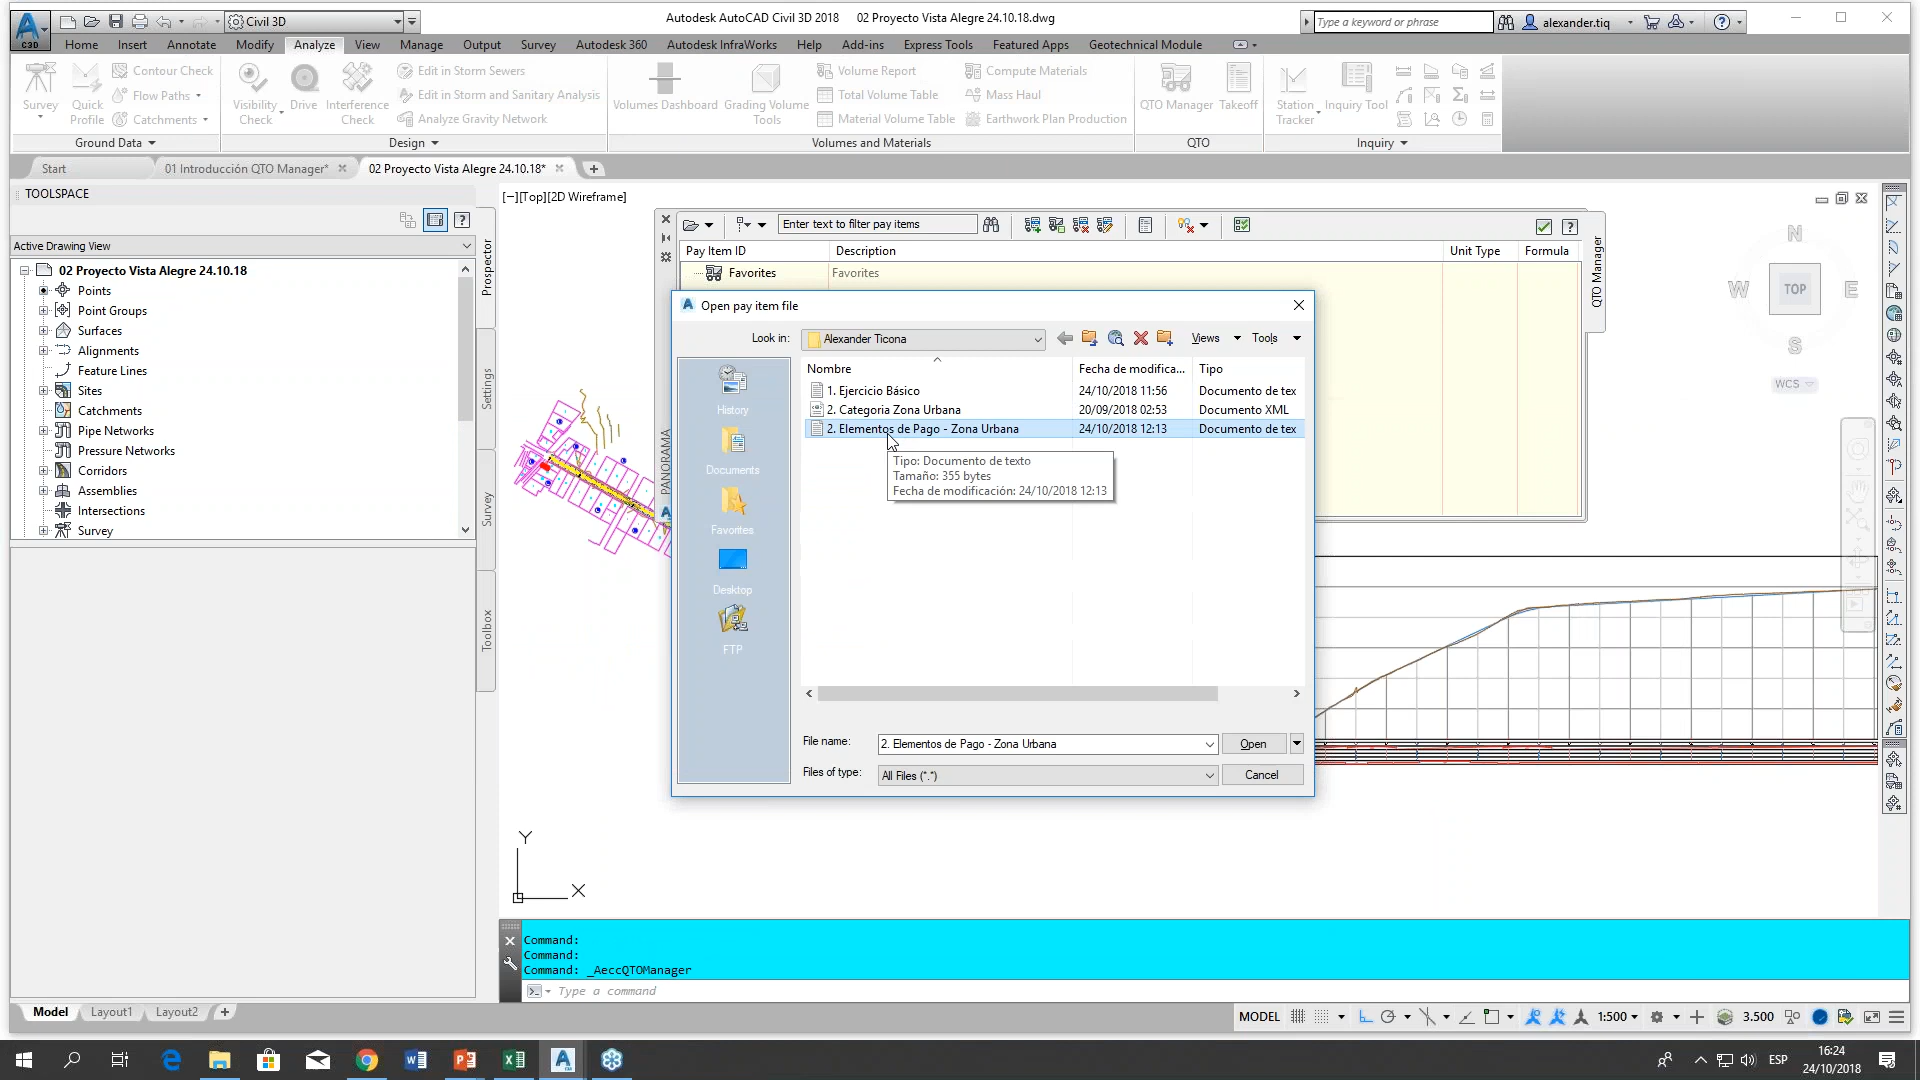 C3D
Civil 3D
Autodesk AutoCAD Civil 3D 2018 02 Proyecto Vista Alegre 24.10.18.dwg
Type a keyword or phrase
alexander.tiq
Home Insert Annotate Modify Analyze View Manage Output Survey Autodesk 360 Autodesk InfraWorks Help Add-ins Express Tools Featured Apps Geotechnical Module
Survey
Quick Profile
Contour Check
Flow Paths
Catchments
Ground Data
Visibility Check
Drive
Interference Check
Edit in Storm Sewers
Edit in Storm and Sanitary Analysis
Analyze Gravity Network
Design
Volumes Dashboard
Grading Volume Tools
Volume Report
Total Volume Table
Material Volume Table
Compute Materials
Mass Haul
Earthwork Plan Production
Volumes and Materials
QTO Manager
Takeoff
QTO
Station Tracker
Inquiry Tool
Inquiry
Start
01 Introducción QTO Manager*
02 Proyecto Vista Alegre 24.10.18*
TOOLSPACE
Active Drawing View
02 Proyecto Vista Alegre 24.10.18
Points
Point Groups
Surfaces
Alignments
Feature Lines
Sites
Catchments
Pipe Networks
Pressure Networks
Corridors
Assemblies
Intersections
Survey
Prospector
Settings
Survey
Toolbox
[−][Top][2D Wireframe]
PANORAMA
Enter text to filter pay items
Pay Item ID Description Unit Type Formula
Favorites Favorites
QTO Manager
N
W
TOP
E
S
WCS
Open pay item file
Look in:
Alexander Ticona
Views
Tools
History
Documents
Favorites
Desktop
FTP
Nombre Fecha de modifica... Tipo
1. Ejercicio Básico 24/10/2018 11:56 Documento de tex
2. Categoria Zona Urbana 20/09/2018 02:53 Documento XML
2. Elementos de Pago - Zona Urbana 24/10/2018 12:13 Documento de tex
Tipo: Documento de texto
Tamaño: 355 bytes
Fecha de modificación: 24/10/2018 12:13
File name:
2. Elementos de Pago - Zona Urbana
Open
Files of type:
All Files (*.*)
Cancel
Y
X
Command:
Command:
Command: _AeccQTOManager
Type a command
Model Layout1 Layout2
MODEL
1:500
3.500
ESP
16:24
24/10/2018